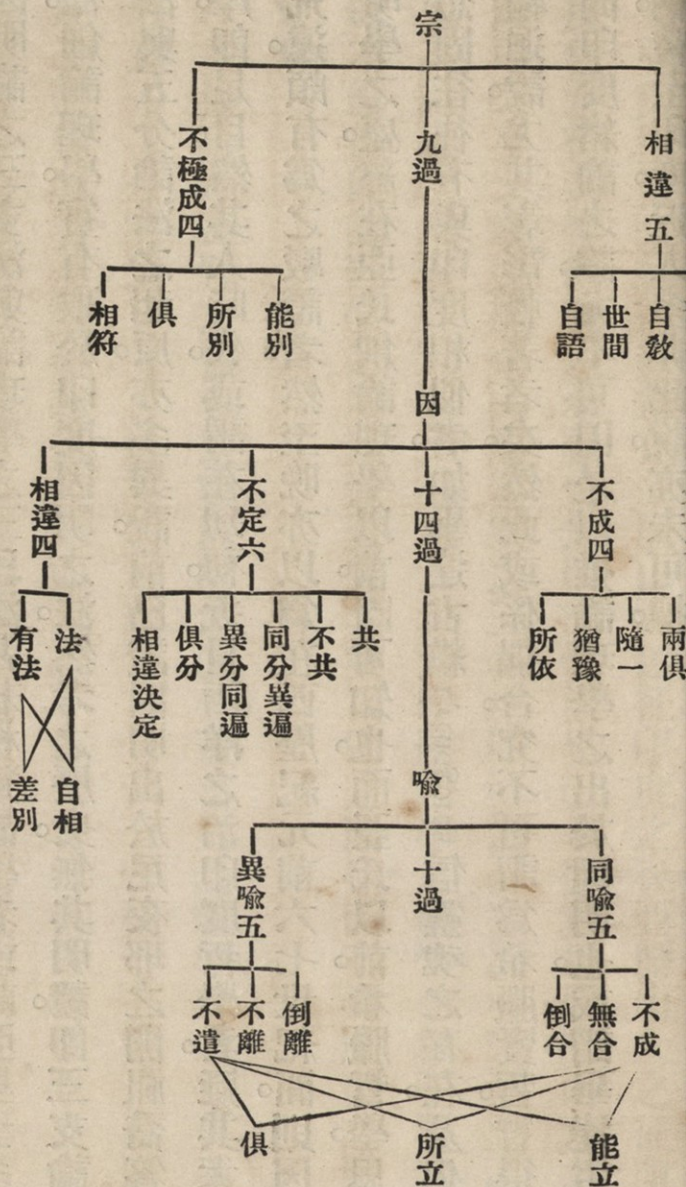 宗
相違五
九過
不極成四
自教
世間
自語
能別
所別
俱
相符
因
不成四
十四過
不定六
相違四
兩俱
隨一
猶豫
所依
共
不共
同分異遍
異分同遍
俱分
相違決定
法
有法
自相
差別
喻
同喻五
十過
異喻五
不成
無合
倒合
倒離
不離
不遣
能立
所立
俱